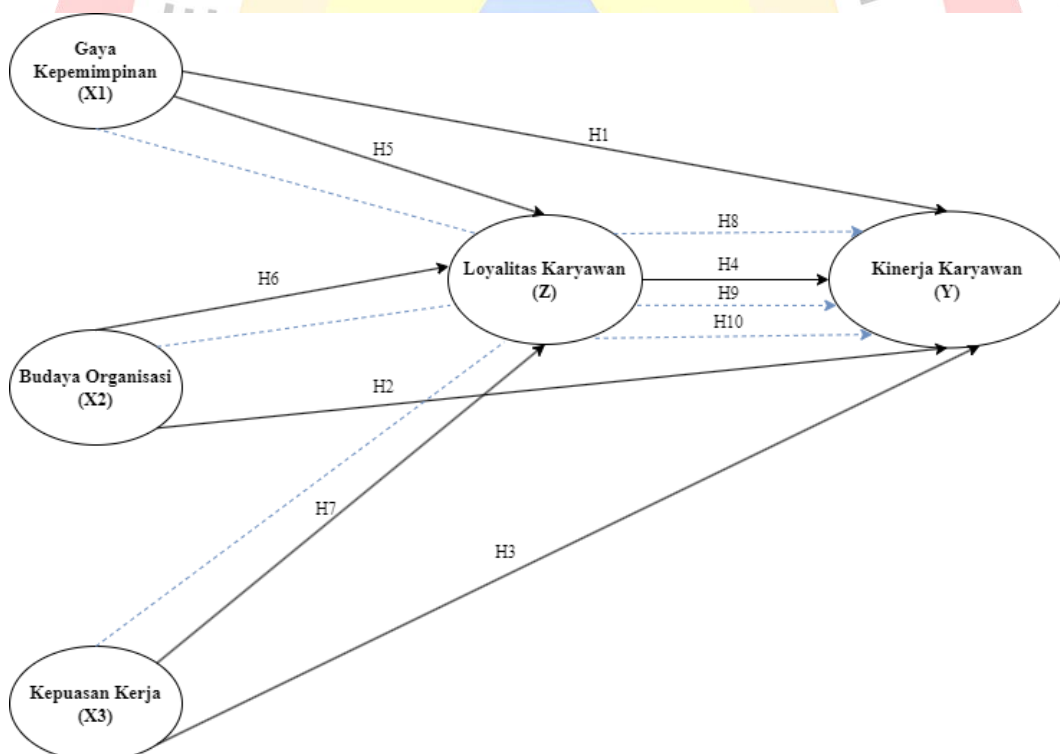 Gaya
Kepemimpinan
(X1)
H1
H5
H8
Loyalitas Karyawan
(Z)
H4
Kinerja Karyawan
(Y)
H6
H9
H10
Budaya Organisasi
(X2)
H2
H7
H3
Kepuasan Kerja
(X3)